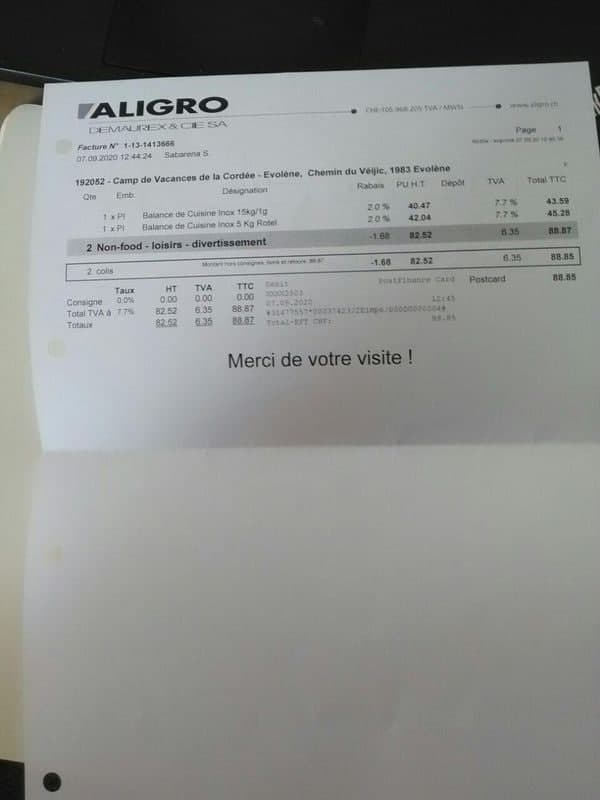 ALIGRO
DEMAUREX & CIE SA
CHE-105.968.205 TVA / MWSt
www.aligro.ch
Facture N° 1-13-1413666
07.09.2020 12:44:24 Sabarena S.
Page 1
192052 - Camp de Vacances de la Cordée - Evolène, Chemin du Véijic, 1983 Evolène
Qte Emb. Désignation Rabais PU H.T. Dépôt TVA Total TTC
1 x PI Balance de Cuisine Inox 15kg/1g 2.0 % 40.47 7.7 % 43.59
1 x PI Balance de Cuisine Inox 5 Kg Rotel 2.0 % 42.04 7.7 % 45.28
2 Non-food - loisirs - divertissement -1.68 82.52 6.35 88.87
2 colis Montant hors consignes, bons et retours: 88.87 -1.68 82.52 6.35 88.85
Taux HT TVA TTC
Consigne 0.0% 0.00 0.00 0.00
Total TVA à 7.7% 82.52 6.35 88.87
Totaux 82.52 6.35 88.87
Debit PostFinance Card
07.09.2020 12:45
Total-EFT CHF: 88.85
Postcard 88.85
Merci de votre visite !